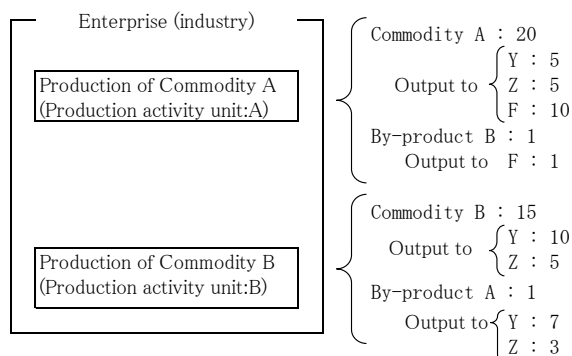 Enterprise (industry)
Production of Commodity A
(Production activity unit:A)
Production of Commodity B
(Production activity unit:B)
Commodity A : 20
Output to
Y : 5
Z : 5
F : 10
By-product B : 1
Output to F : 1
Commodity B : 15
Output to
Y : 10
Z : 5
By-product A : 1
Output to
Y : 7
Z : 3